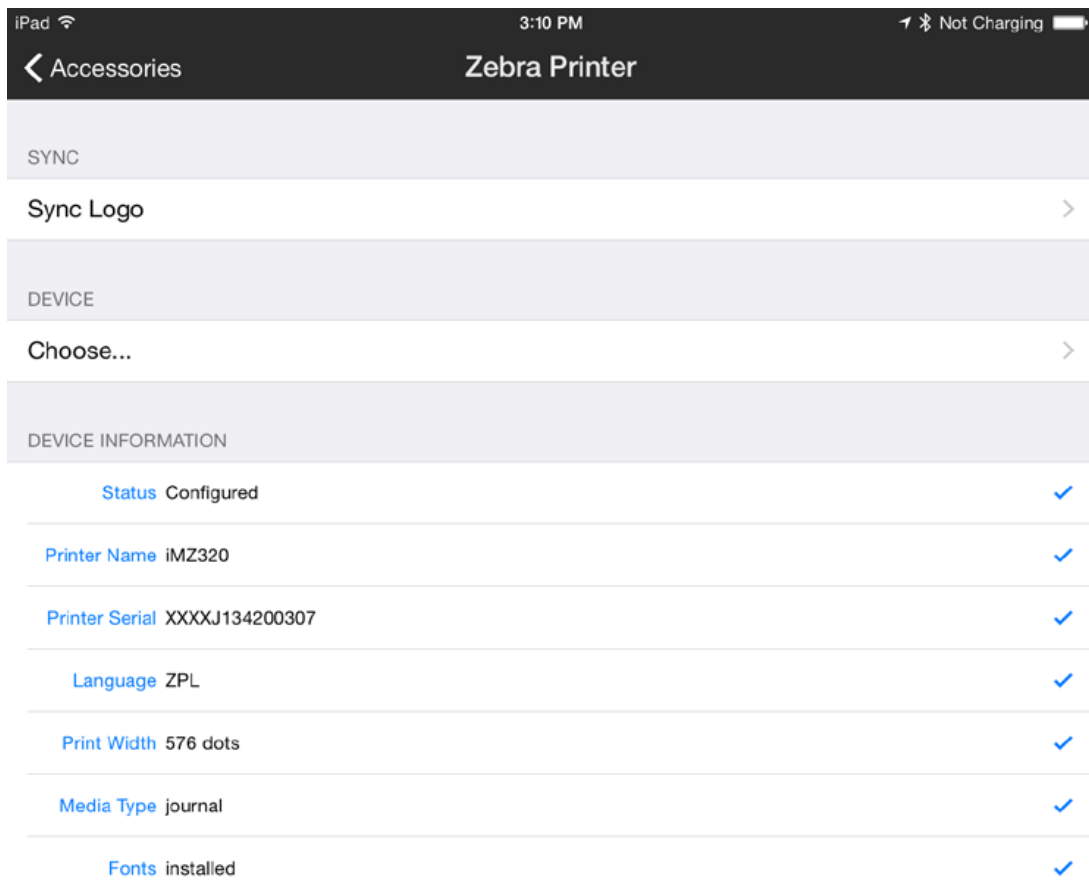 iPad 3:10 PM Not Charging
Accessories Zebra Printer
SYNC
Sync Logo
DEVICE
Choose...
DEVICE INFORMATION
Status Configured
Printer Name iMZ320
Printer Serial XXXXJ134200307
Language ZPL
Print Width 576 dots
Media Type journal
Fonts installed